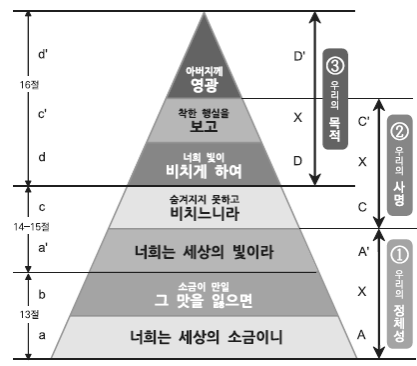 d'
아버지께
영광
D'
③ 우리의 목적
16절
c'
착한 행실을
보고
X
C'
② 우리의 사명
d
너희 빛이
비치게 하여
D
X
c
숨겨지지 못하고
비치느니라
C
14-15절
a'
너희는 세상의 빛이라
A'
① 우리의 정체성
b
소금이 만일
그 맛을 잃으면
X
13절
a
너희는 세상의 소금이니
A